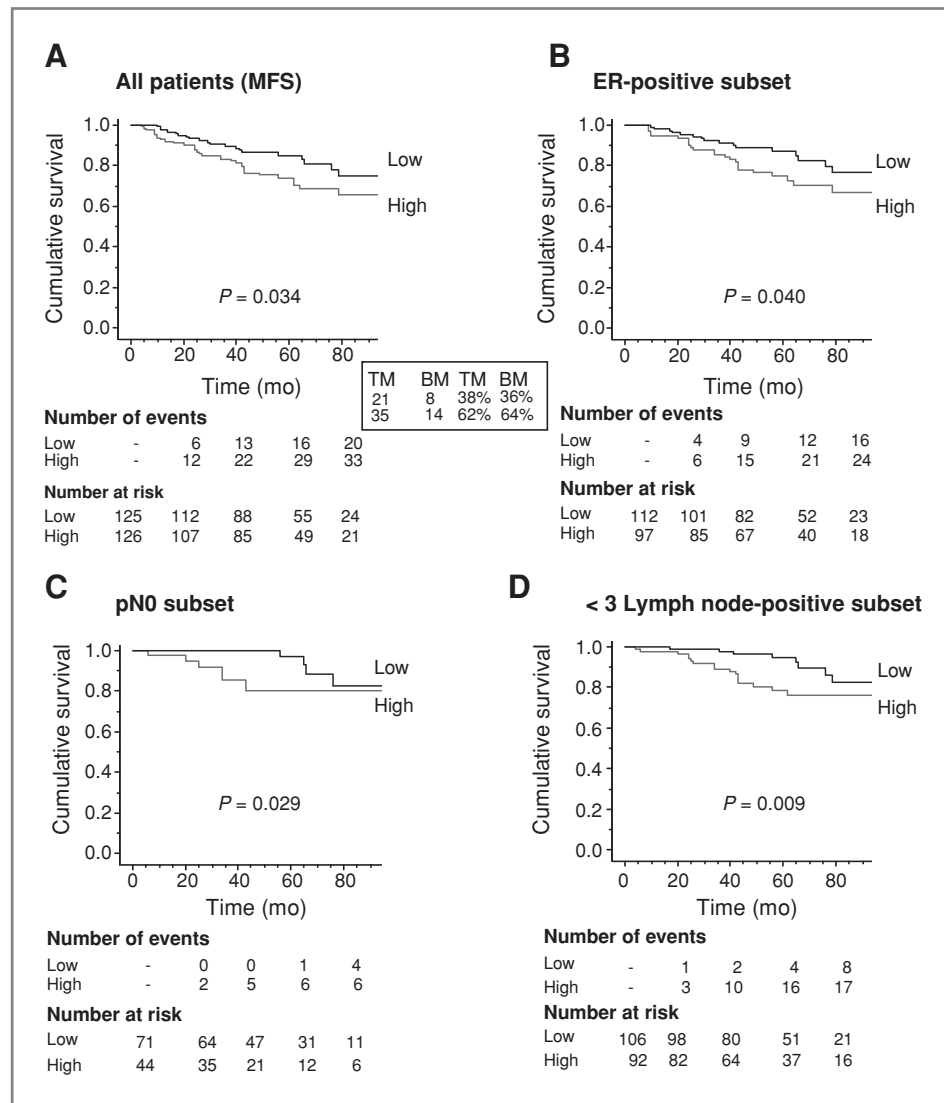 A
All patients (MFS)
1.0
0.8
0.6
0.4
0.2
0.0
Cumulative survival
Low
High
P = 0.034
0 20 40 60 80
Time (mo)
Number of events
Low - 6 13 16 20
High - 12 22 29 33
Number at risk
Low 125 112 88 55 24
High 126 107 85 49 21
TM BM TM BM
21 8 38% 36%
35 14 62% 64%
B
ER-positive subset
1.0
0.8
0.6
0.4
0.2
0.0
Cumulative survival
Low
High
P = 0.040
0 20 40 60 80
Time (mo)
Number of events
Low - 4 9 12 16
High - 6 15 21 24
Number at risk
Low 112 101 82 52 23
High 97 85 67 40 18
C
pN0 subset
1.0
0.8
0.6
0.4
0.2
0.0
Cumulative survival
Low
High
P = 0.029
0 20 40 60 80
Time (mo)
Number of events
Low - 0 0 1 4
High - 2 5 6 6
Number at risk
Low 71 64 47 31 11
High 44 35 21 12 6
D
< 3 Lymph node-positive subset
1.0
0.8
0.6
0.4
0.2
0.0
Cumulative survival
Low
High
P = 0.009
0 20 40 60 80
Time (mo)
Number of events
Low - 1 2 4 8
High - 3 10 16 17
Number at risk
Low 106 98 80 51 21
High 92 82 64 37 16